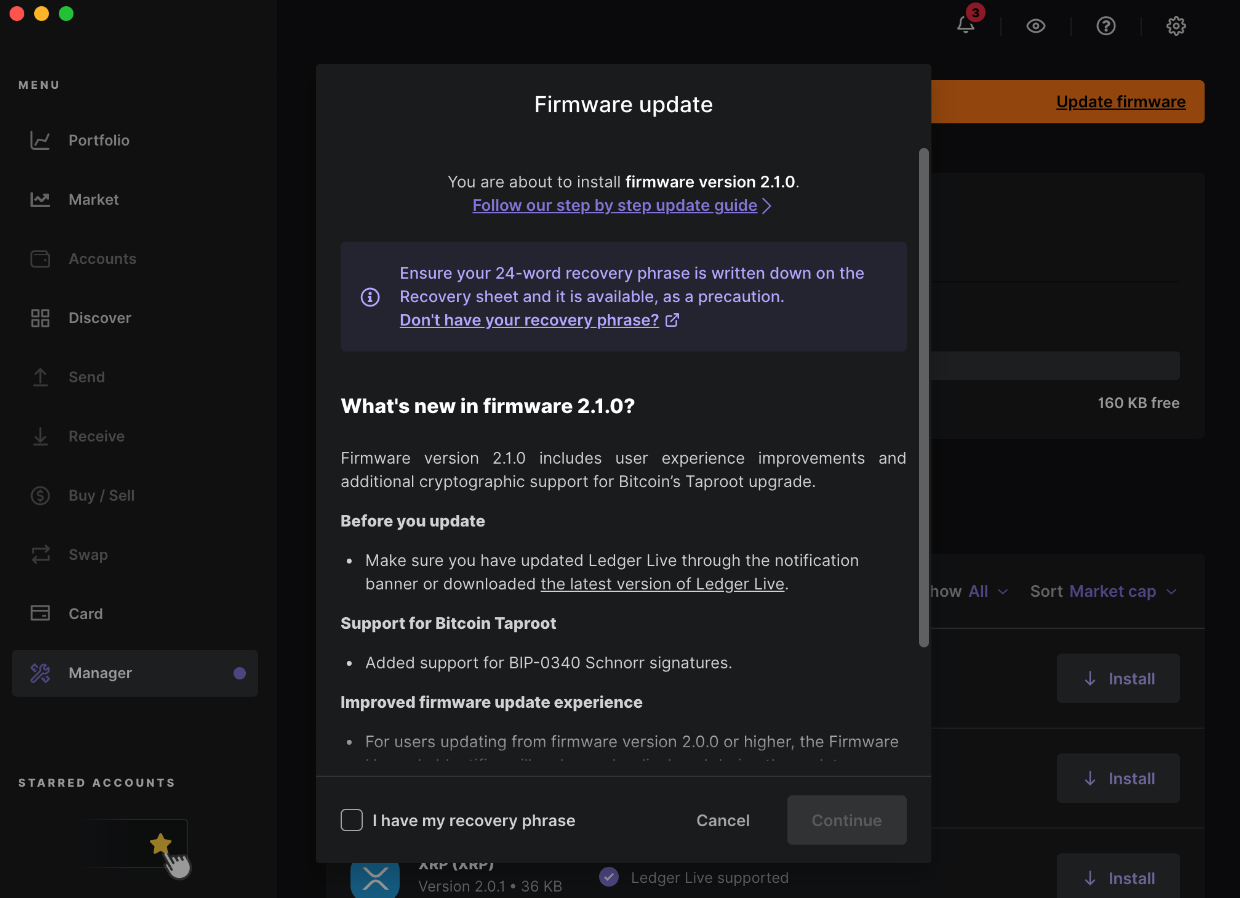 3
MENU
Portfolio
Market
Accounts
Discover
Send
Receive
Buy / Sell
Swap
Card
Manager
STARRED ACCOUNTS
Update firmware
160 KB free
how All
Sort Market cap
Install
Install
Install
Firmware update
You are about to install firmware version 2.1.0.
Follow our step by step update guide
Ensure your 24-word recovery phrase is written down on the
Recovery sheet and it is available, as a precaution.
Don't have your recovery phrase?
What's new in firmware 2.1.0?
Firmware version 2.1.0 includes user experience improvements and
additional cryptographic support for Bitcoin’s Taproot upgrade.
Before you update
Make sure you have updated Ledger Live through the notification
banner or downloaded the latest version of Ledger Live.
Support for Bitcoin Taproot
Added support for BIP-0340 Schnorr signatures.
Improved firmware update experience
For users updating from firmware version 2.0.0 or higher, the Firmware
I have my recovery phrase
Cancel
Continue
XRP (XRP)
Version 2.0.1 • 36 KB
Ledger Live supported